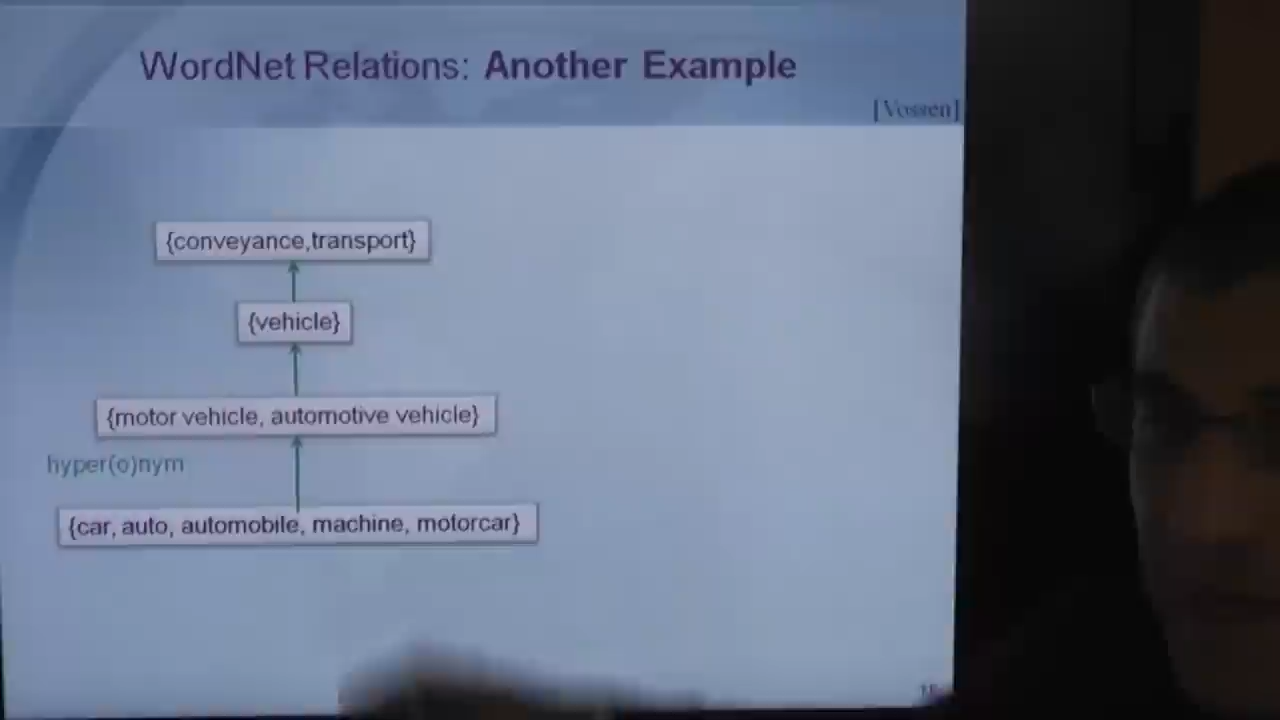 WordNet Relations: Another Example
[Vossen]
{conveyance,transport}
{vehicle}
{motor vehicle, automotive vehicle}
hyper(o)nym
{car, auto, automobile, machine, motorcar}